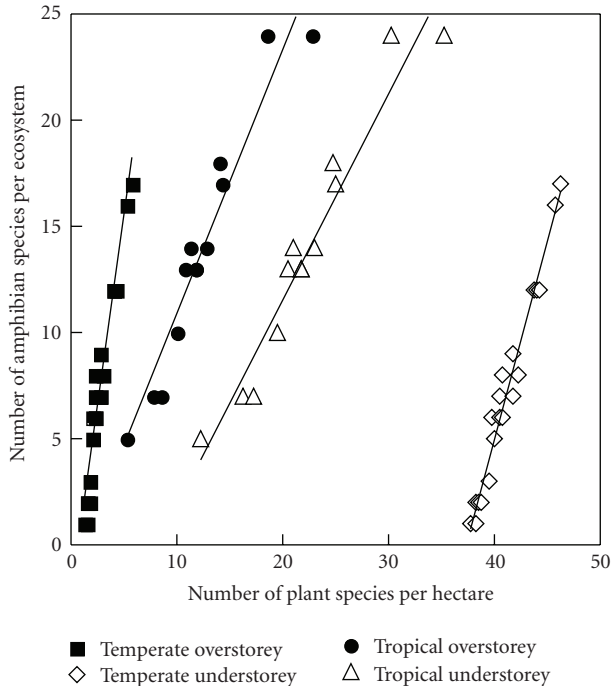 25
20
15
10
5
0
Number of amphibian species per ecosystem
0 10 20 30 40 50
Number of plant species per hectare
Temperate overstorey Tropical overstorey
Temperate understorey Tropical understorey